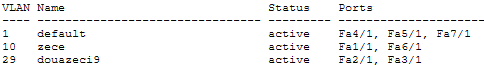 VLAN Name                             Status    Ports
---- -------------------------------- --------- -------------------------------
1    default                          active    Fa4/1, Fa5/1, Fa7/1
10   zece                             active    Fa1/1, Fa6/1
29   douazeci9                        active    Fa2/1, Fa3/1